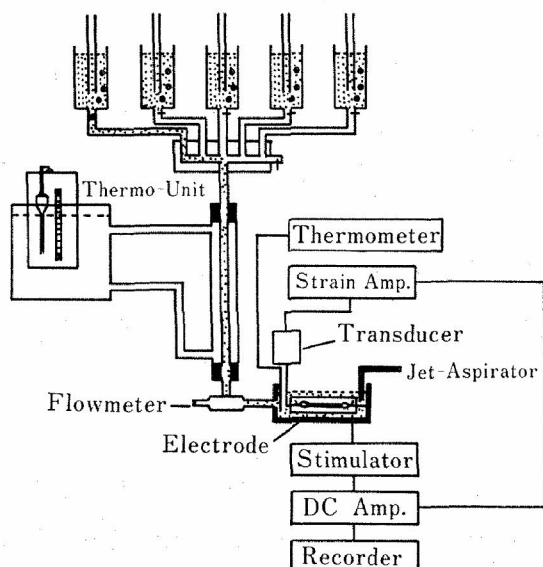 Thermo-Unit
Thermometer
Strain Amp.
Transducer
Jet-Aspirator
Flowmeter
Electrode
Stimulator
DC Amp.
Recorder